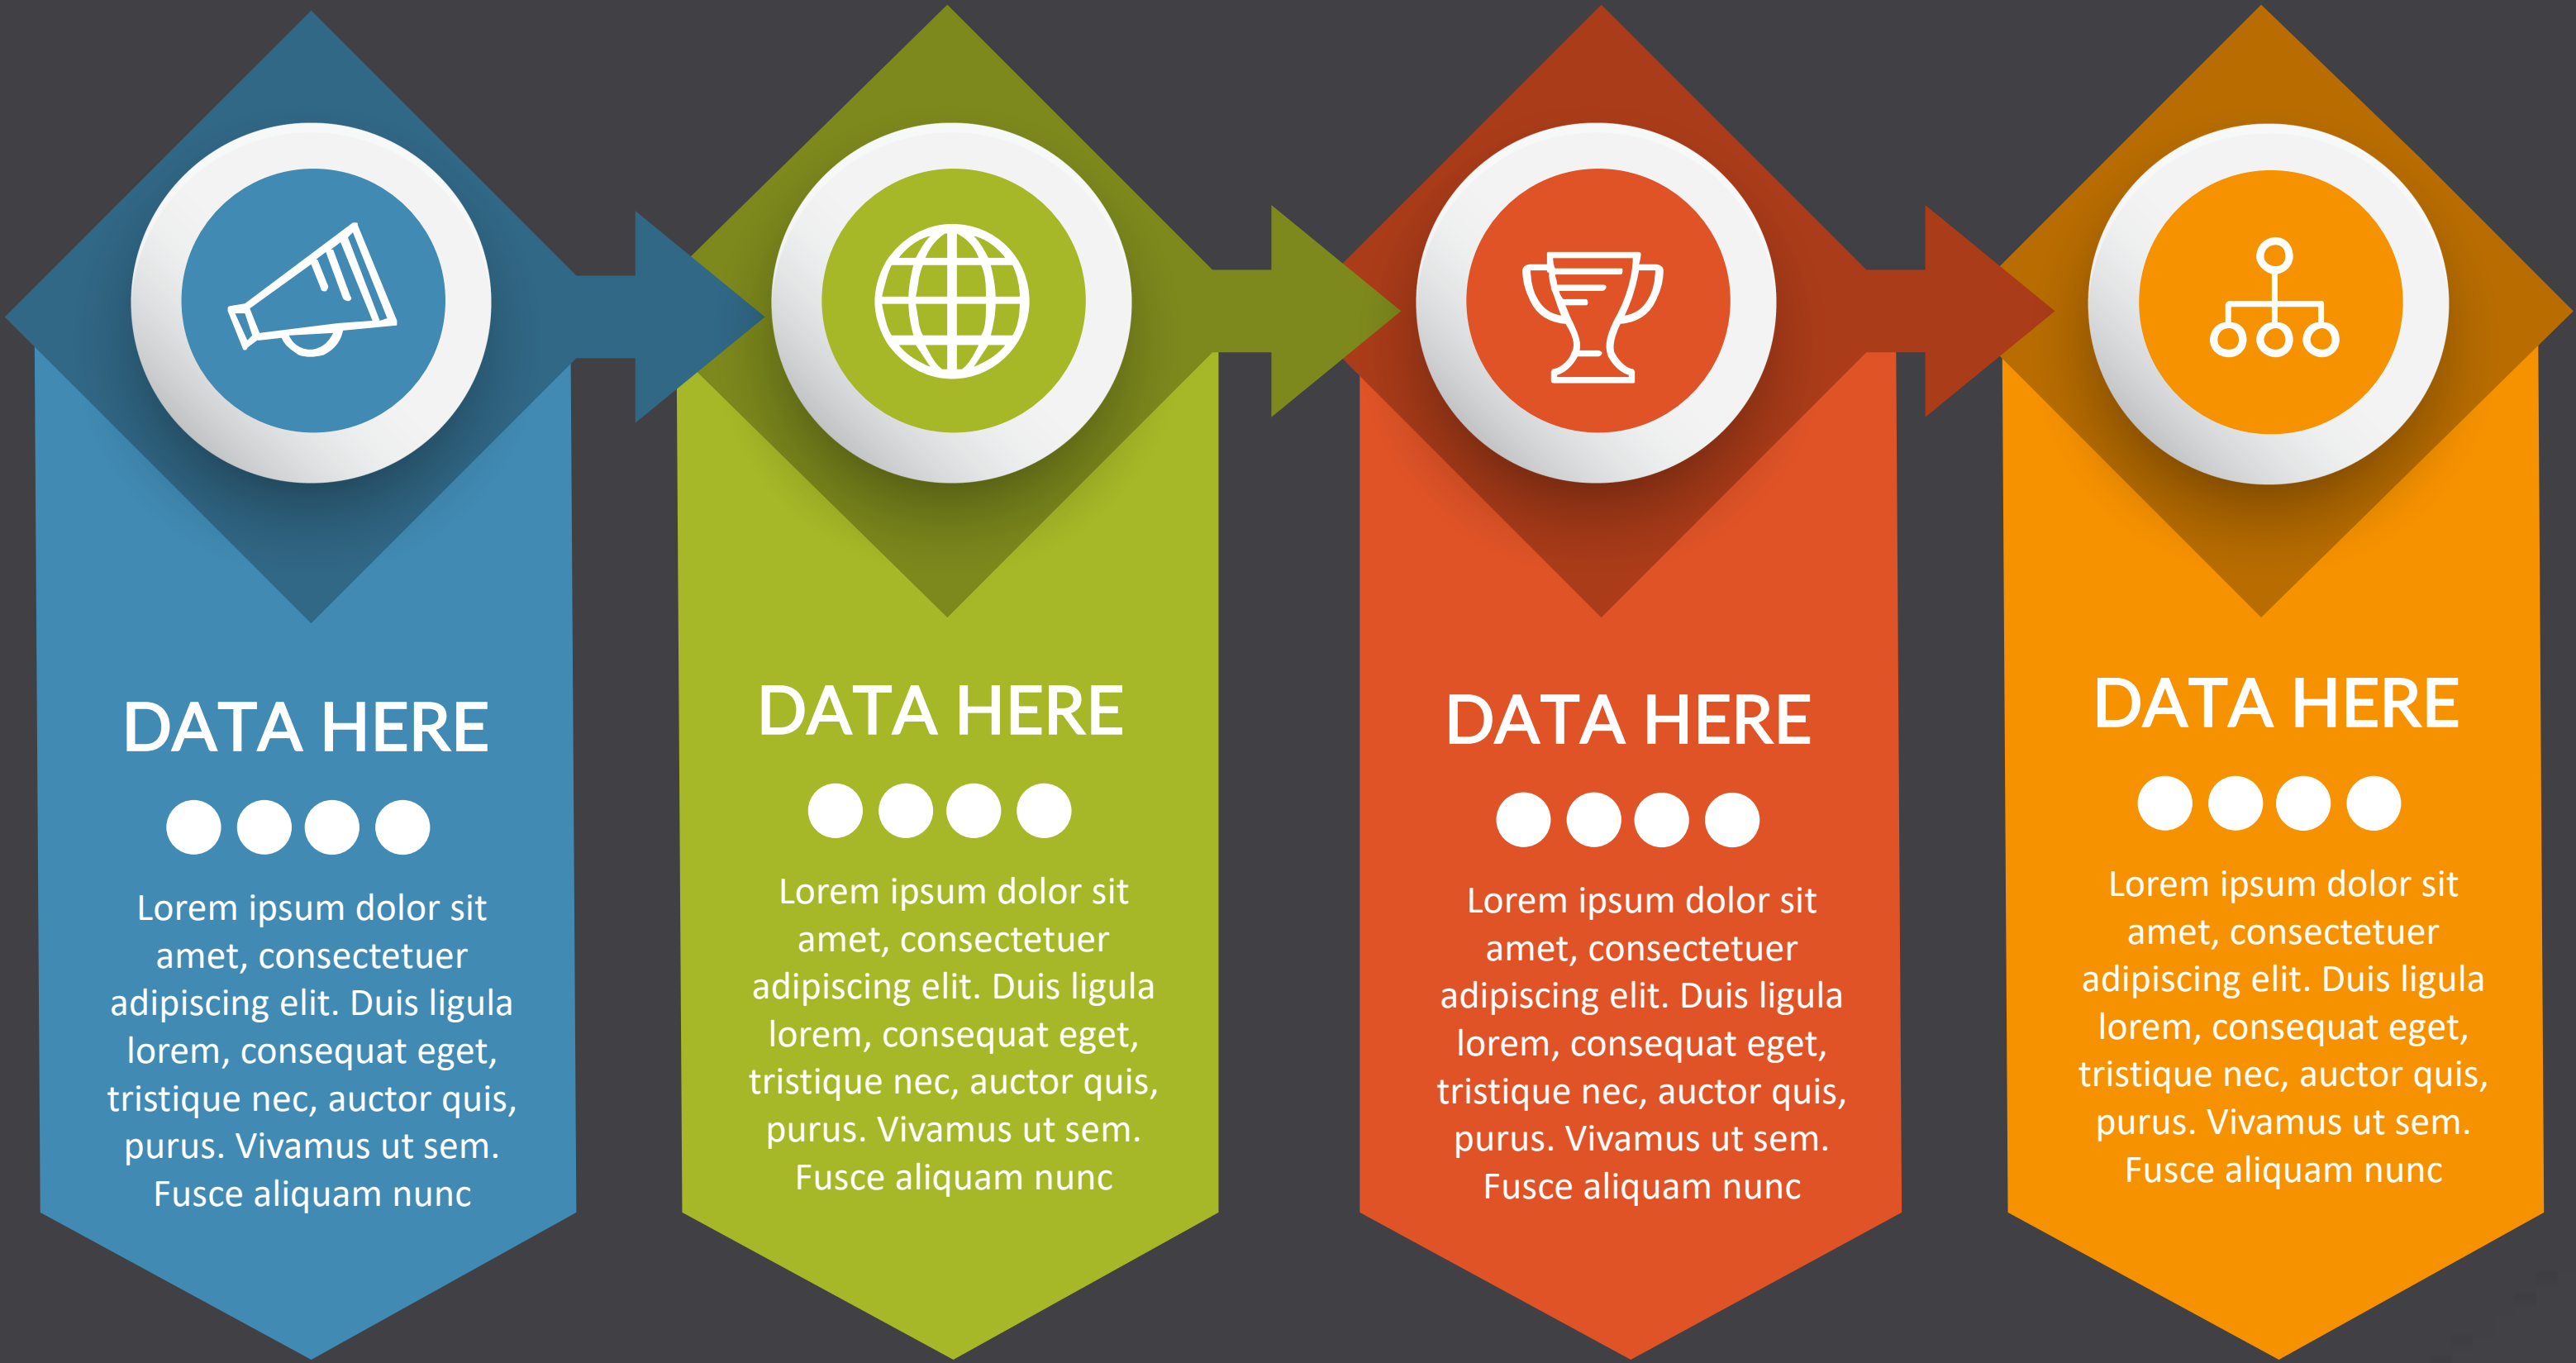 DATA HERE
Lorem ipsum dolor sit
amet, consectetuer
adipiscing elit. Duis ligula
lorem, consequat eget,
tristique nec, auctor quis,
purus. Vivamus ut sem.
Fusce aliquam nunc
DATA HERE
Lorem ipsum dolor sit
amet, consectetuer
adipiscing elit. Duis ligula
lorem, consequat eget,
tristique nec, auctor quis,
purus. Vivamus ut sem.
Fusce aliquam nunc
DATA HERE
Lorem ipsum dolor sit
amet, consectetuer
adipiscing elit. Duis ligula
lorem, consequat eget,
tristique nec, auctor quis,
purus. Vivamus ut sem.
Fusce aliquam nunc
DATA HERE
Lorem ipsum dolor sit
amet, consectetuer
adipiscing elit. Duis ligula
lorem, consequat eget,
tristique nec, auctor quis,
purus. Vivamus ut sem.
Fusce aliquam nunc